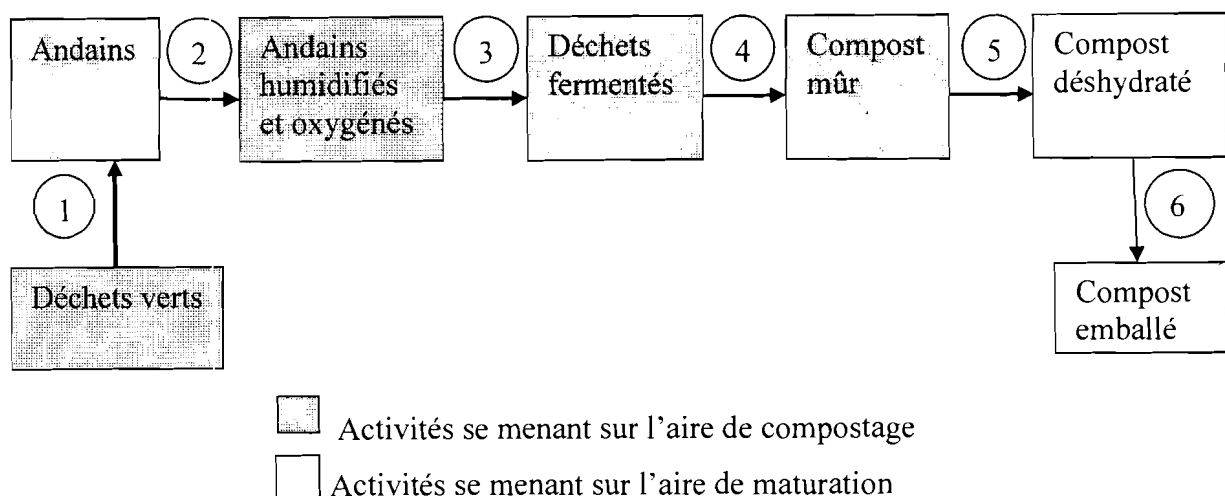 Andains
2
Andains
humidifiés
et oxygénés
3
Déchets
fermentés
4
Compost
mûr
5
Compost
déshydraté
1
6
Déchets verts
Compost
emballé
Activités se menant sur l'aire de compostage
Activités se menant sur l'aire de maturation